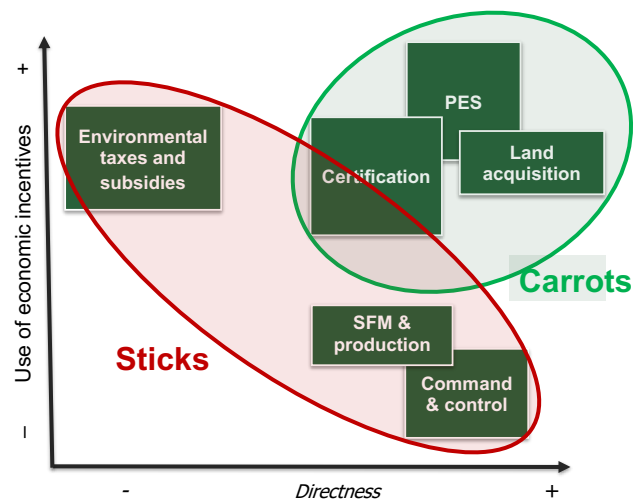 +
Use of economic incentives
–
Environmental
taxes and
subsidies
PES
Certification
Land
acquisition
Carrots
SFM &
production
Sticks
Command
& control
-
Directness
+